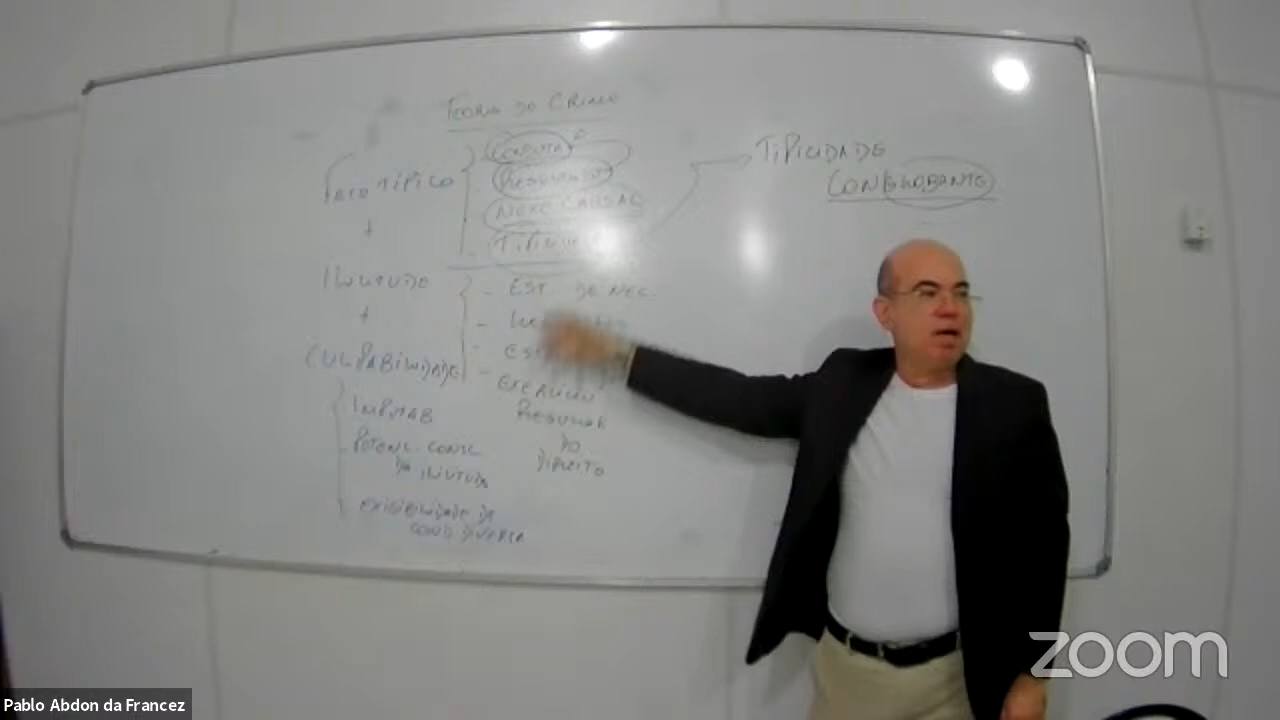 TEORIA DO CRIME
FATO TÍPICO
+
ILICITUDE
+
CULPABILIDADE
CONDUTA
RESULTADO
NEXO CAUSAL
- EST. DE NEC.
-
-
- EXERCÍCIO
REGULAR
DO
DIREITO
IMPUTAB
POTENC. CONSC
DA ILICITUDE
EXIGIBILIDADE DE
COND. DIVERSA
TIPICIDADE
CONGLOBANTE
zoom
Pablo Abdon da Francez